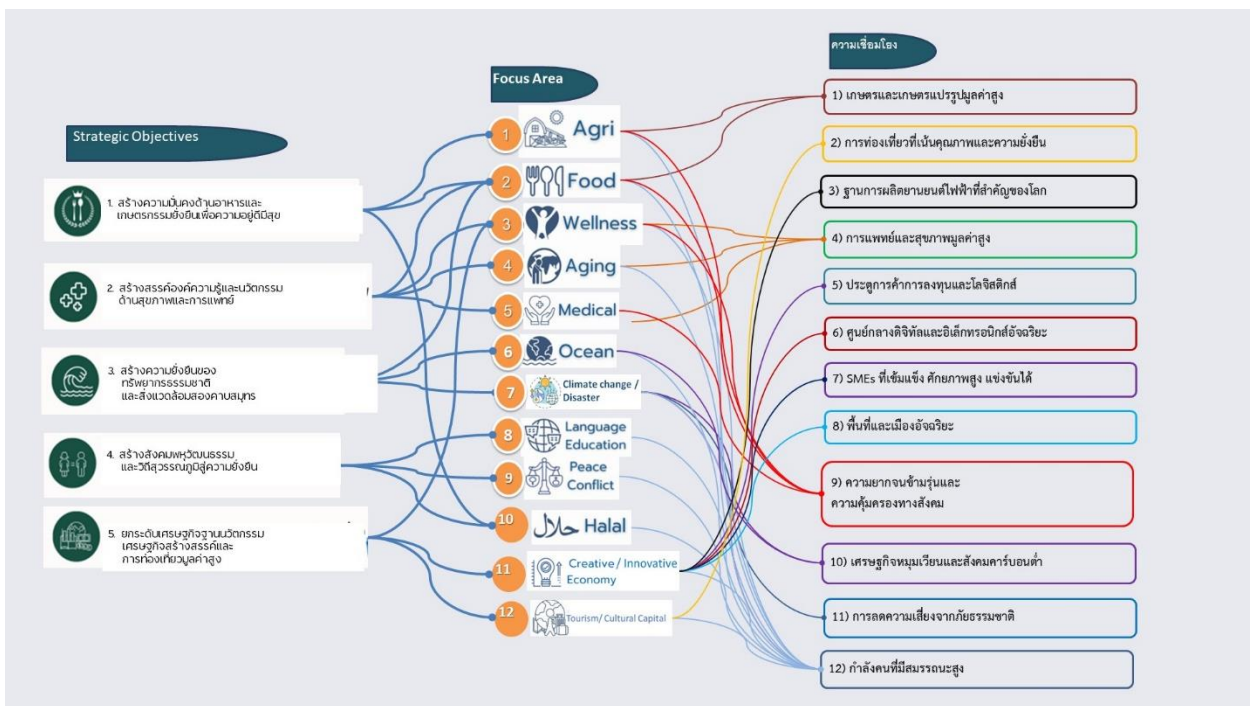 Strategic Objectives
1. สร้างความมั่นคงด้านอาหารและ
เกษตรกรรมยั่งยืนเพื่อความอยู่ดีมีสุข
2. สร้างสรรค์องค์ความรู้และนวัตกรรม
ด้านสุขภาพและการแพทย์
3. สร้างความยั่งยืนของ
ทรัพยากรธรรมชาติ
และสิ่งแวดล้อมสองคาบสมุทร
4. สร้างสังคมพหุวัฒนธรรม
และวิถีสุวรรณภูมิสู่ความยั่งยืน
5. ยกระดับเศรษฐกิจฐานนวัตกรรม
เศรษฐกิจสร้างสรรค์และ
การท่องเที่ยวมูลค่าสูง
Focus Area
1 Agri
2 Food
3 Wellness
4 Aging
5 Medical
6 Ocean
7 Climate change /
Disaster
8 Language
Education
9 Peace
Conflict
10 حلال Halal
11 Creative / Innovative
Economy
12 Tourism/ Cultural Capital
ความเชื่อมโยง
1) เกษตรและเกษตรแปรรูปมูลค่าสูง
2) การท่องเที่ยวที่เน้นคุณภาพและความยั่งยืน
3) ฐานการผลิตยานยนต์ไฟฟ้าที่สำคัญของโลก
4) การแพทย์และสุขภาพมูลค่าสูง
5) ประตูการค้าการลงทุนและโลจิสติกส์
6) ศูนย์กลางดิจิทัลและอิเล็กทรอนิกส์อัจฉริยะ
7) SMEs ที่เข้มแข็ง ศักยภาพสูง แข่งขันได้
8) พื้นที่และเมืองอัจฉริยะ
9) ความยากจนข้ามรุ่นและ
ความคุ้มครองทางสังคม
10) เศรษฐกิจหมุนเวียนและสังคมคาร์บอนต่ำ
11) การลดความเสี่ยงจากภัยธรรมชาติ
12) กำลังคนที่มีสมรรถนะสูง